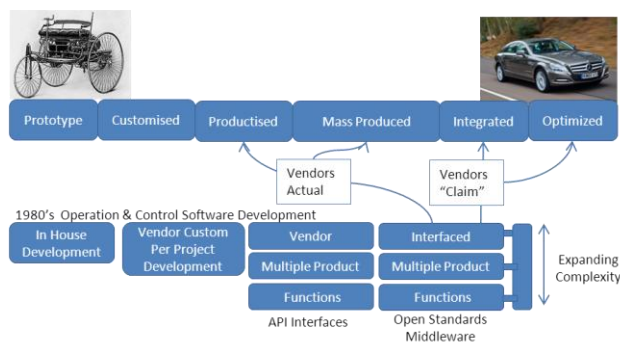 Prototype
Customised
Productised
Mass Produced
Integrated
Optimized
Vendors
Actual
Vendors
“Claim”
1980’s Operation & Control Software Development
In House
Development
Vendor Custom
Per Project
Development
Vendor
Multiple Product
Functions
API Interfaces
Interfaced
Multiple Product
Functions
Open Standards
Middleware
Expanding
Complexity